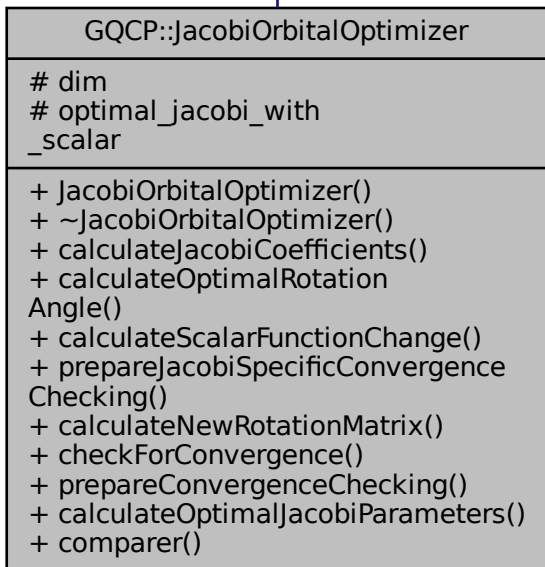 GQCP::JacobiOrbitalOptimizer
# dim
# optimal_jacobi_with
_scalar
+ JacobiOrbitalOptimizer()
+ ~JacobiOrbitalOptimizer()
+ calculateJacobiCoefficients()
+ calculateOptimalRotation
Angle()
+ calculateScalarFunctionChange()
+ prepareJacobiSpecificConvergence
Checking()
+ calculateNewRotationMatrix()
+ checkForConvergence()
+ prepareConvergenceChecking()
+ calculateOptimalJacobiParameters()
+ comparer()